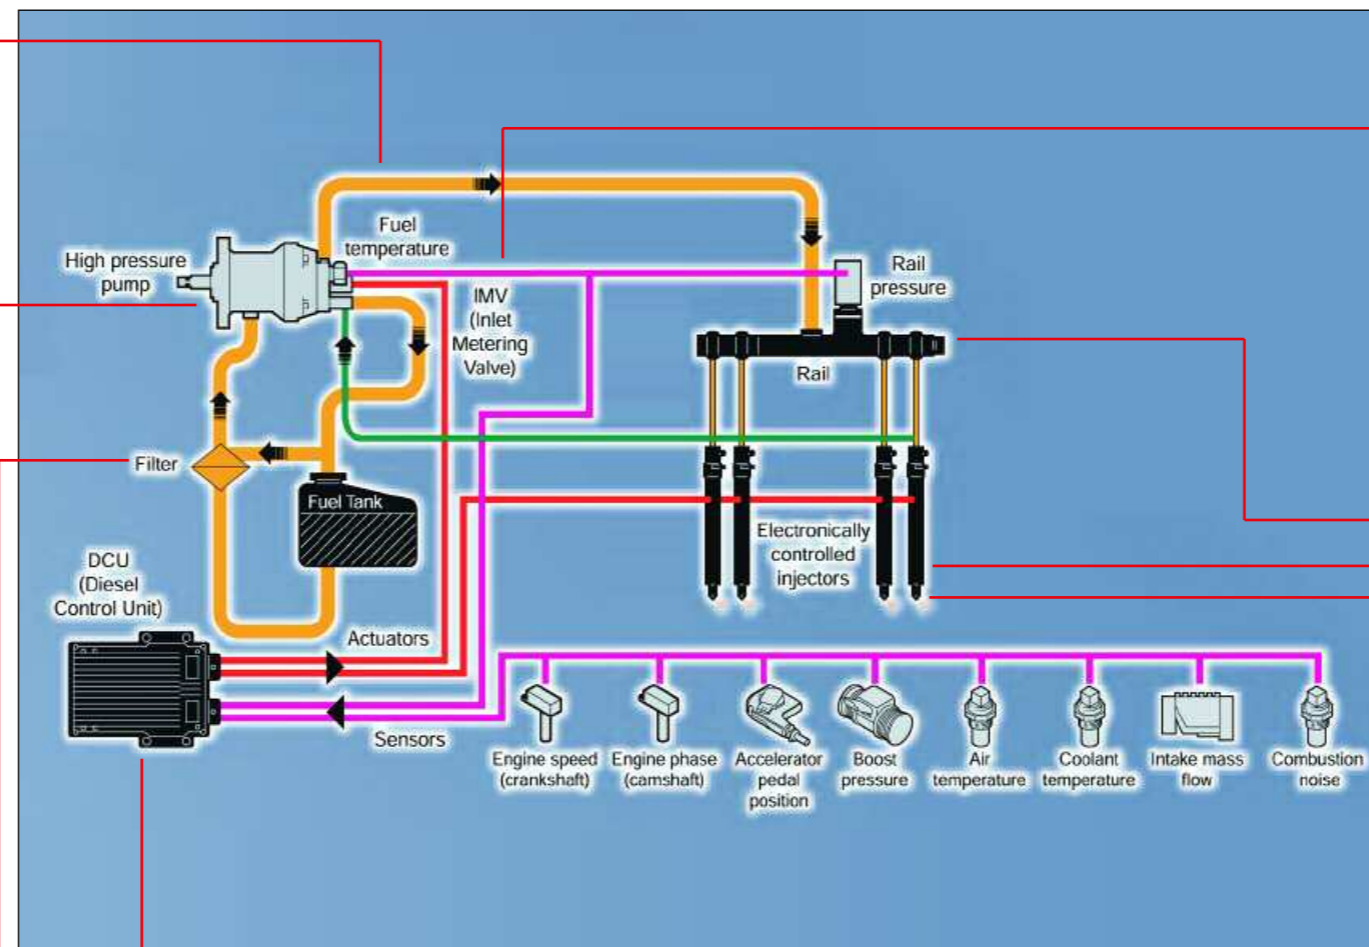 Fuel
temperature
High pressure
pump
IMV
(Inlet
Metering
Valve)
Rail
pressure
Rail
Filter
Fuel Tank
Electronically
controlled
injectors
DCU
(Diesel
Control Unit)
Actuators
Sensors
Engine speed
(crankshaft)
Engine phase
(camshaft)
Accelerator
pedal
position
Boost
pressure
Air
temperature
Coolant
temperature
Intake mass
flow
Combustion
noise